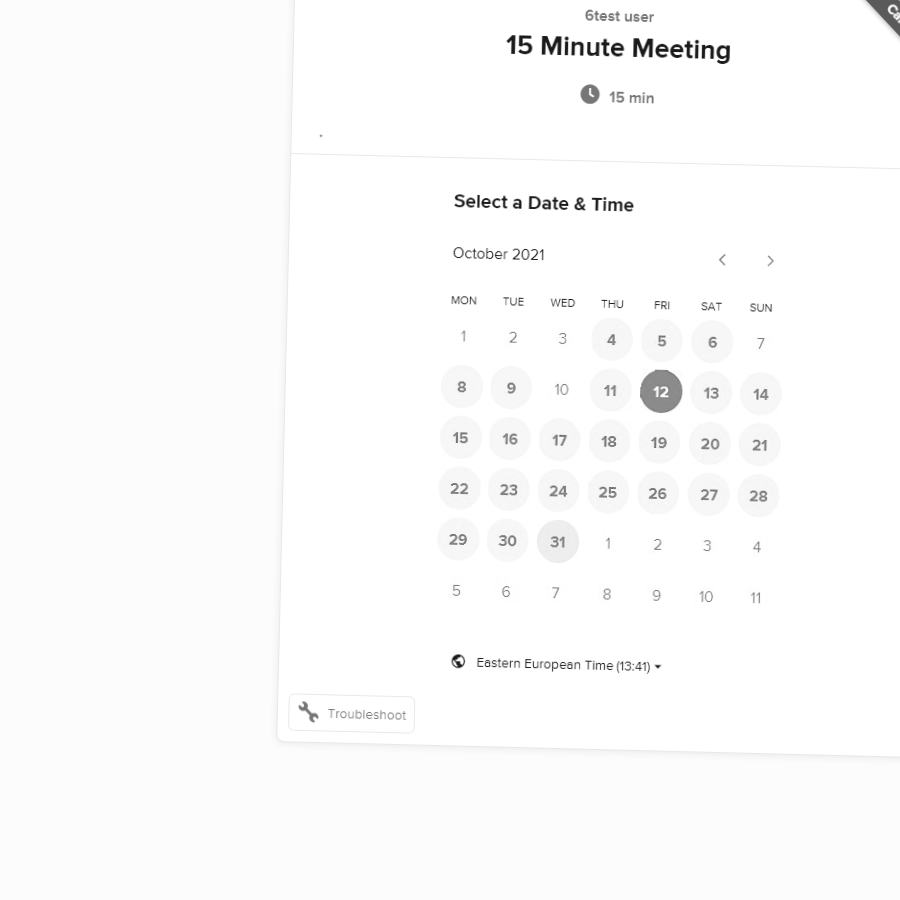 6test user
15 Minute Meeting
15 min
Select a Date & Time
October 2021
MON TUE WED THU FRI SAT SUN
1 2 3 4 5 6 7
8 9 10 11 12 13 14
15 16 17 18 19 20 21
22 23 24 25 26 27 28
29 30 31 1 2 3 4
5 6 7 8 9 10 11
Eastern European Time (13:41)
Troubleshoot